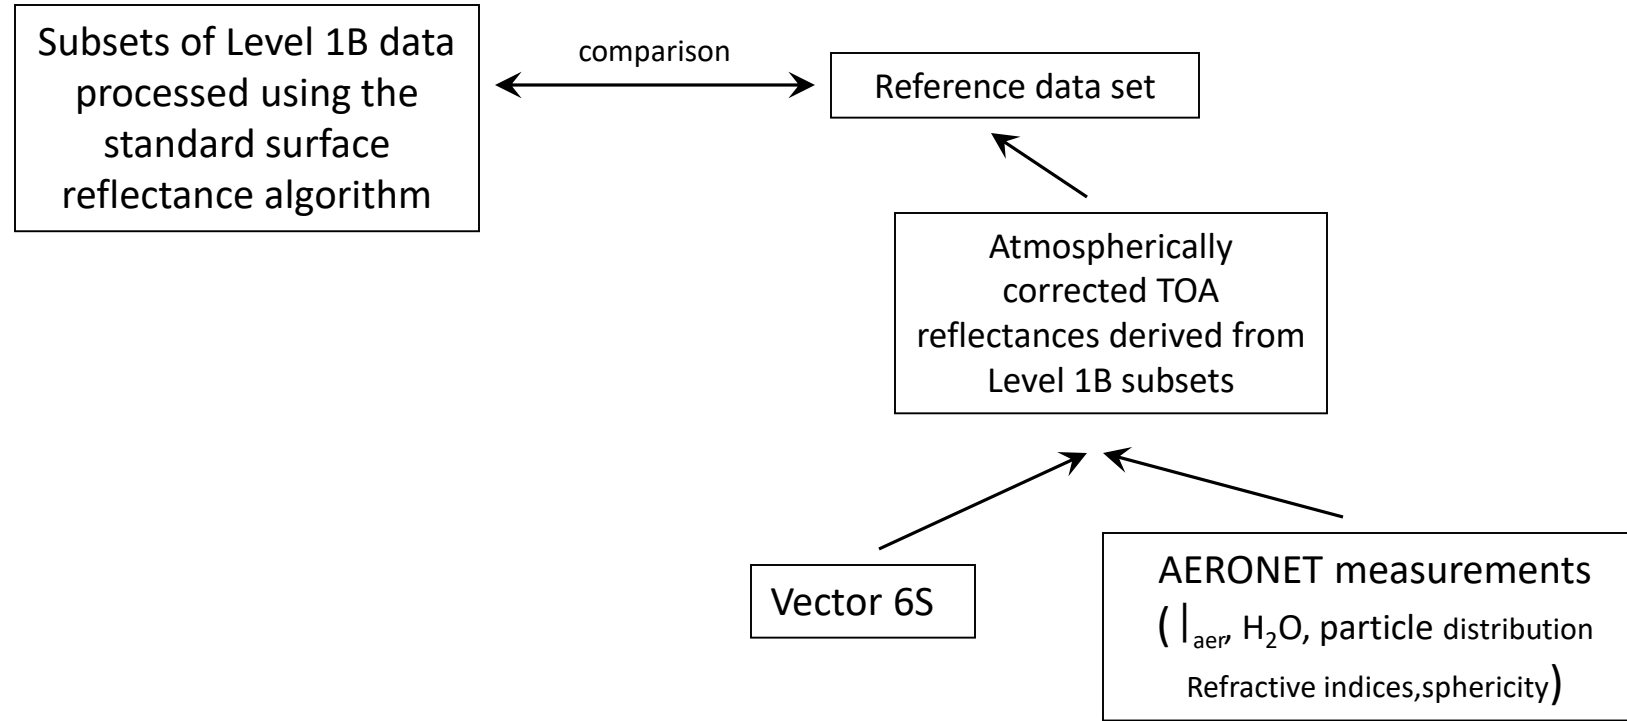 Subsets of Level 1B data
processed using the
standard surface
reflectance algorithm
comparison
Reference data set
Atmospherically
corrected TOA
reflectances derived from
Level 1B subsets
Vector 6S
AERONET measurements
( |aer, H₂O, particle distribution
Refractive indices,sphericity)